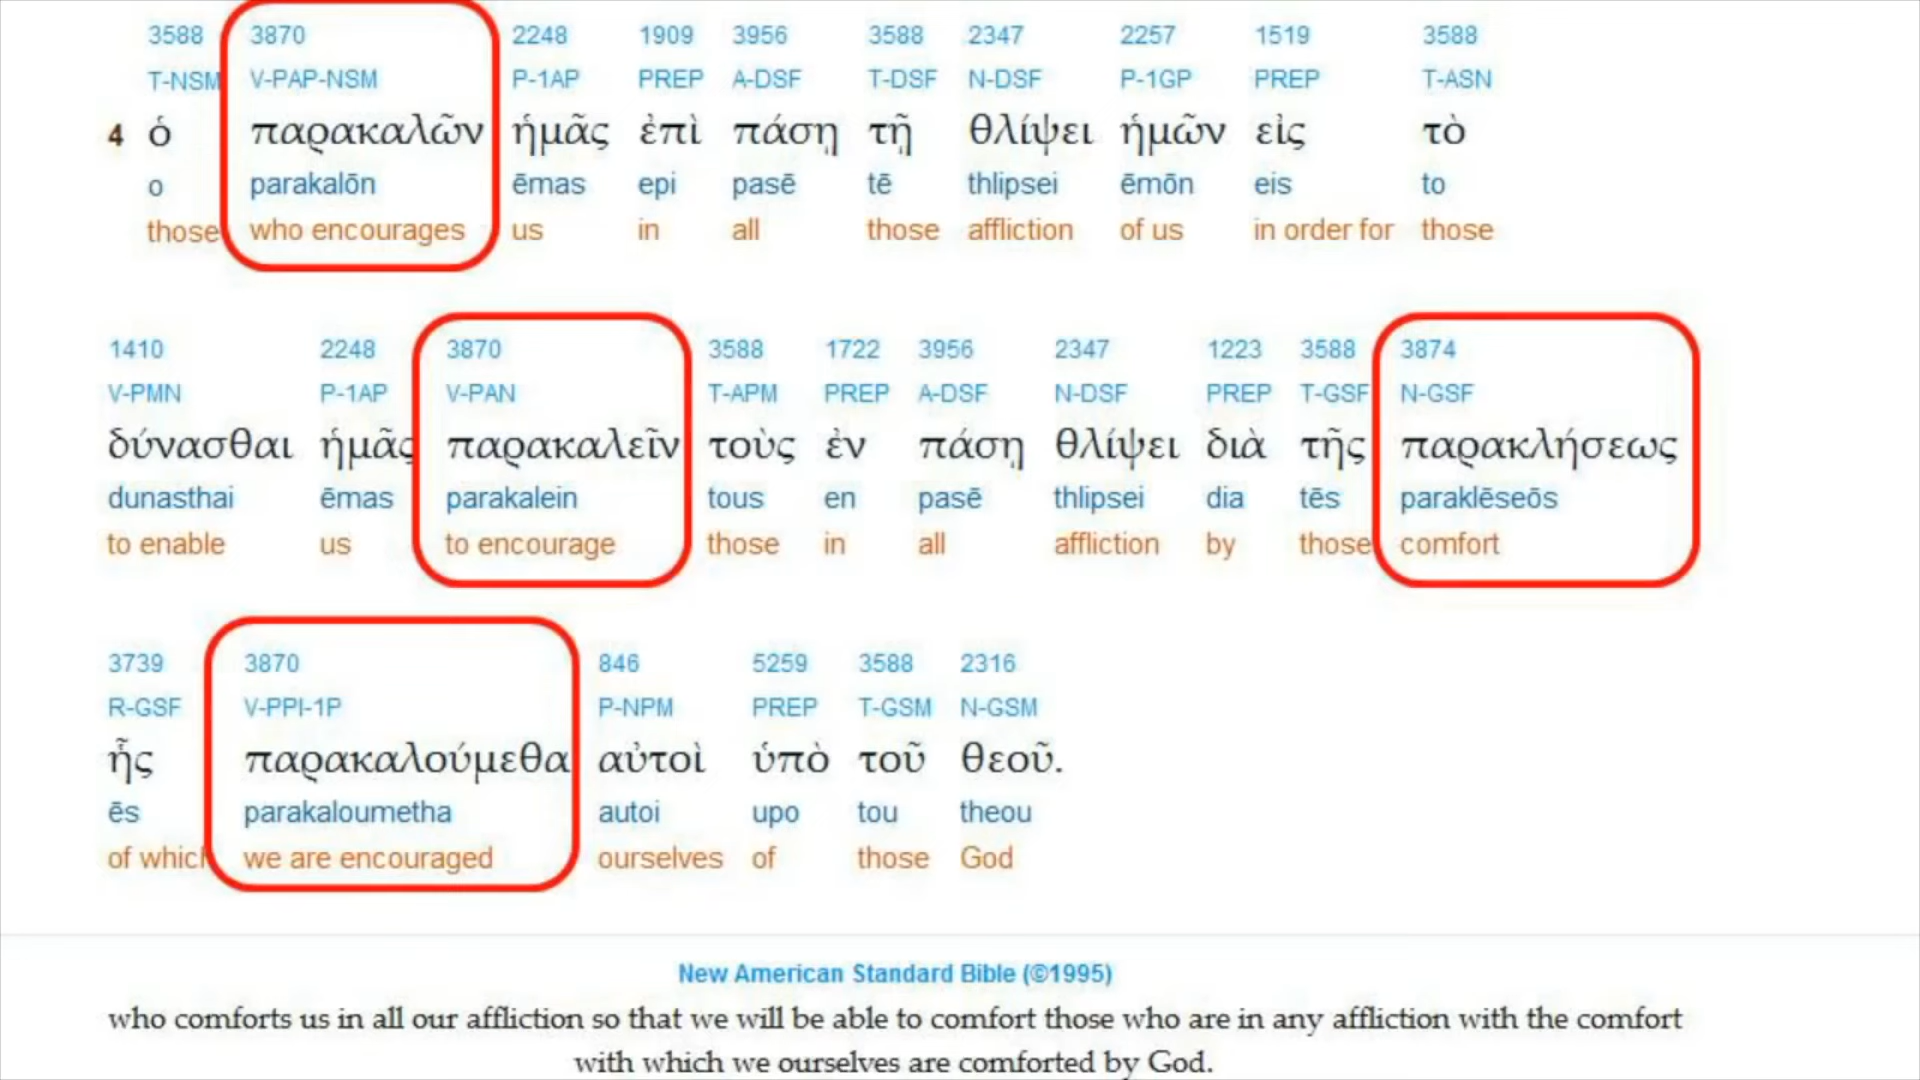 3588 3870 2248 1909 3956 3588 2347 2257 1519 3588
T-NSM V-PAP-NSM P-1AP PREP A-DSF T-DSF N-DSF P-1GP PREP T-ASN
4 ὁ παρακαλῶν ἡμᾶς ἐπὶ πάσῃ τῇ θλίψει ἡμῶν εἰς τὸ
o parakalōn ēmas epi pasē tē thlipsei ēmōn eis to
those who encourages us in all those affliction of us in order for those
1410 2248 3870 3588 1722 3956 2347 1223 3588 3874
V-PMN P-1AP V-PAN T-APM PREP A-DSF N-DSF PREP T-GSF N-GSF
δύνασθαι ἡμᾶς παρακαλεῖν τοὺς ἐν πάσῃ θλίψει διὰ τῆς παρακλήσεως
dunasthai ēmas parakalein tous en pasē thlipsei dia tēs paraklēseōs
to enable us to encourage those in all affliction by those comfort
3739 3870 846 5259 3588 2316
R-GSF V-PPI-1P P-NPM PREP T-GSM N-GSM
ἧς παρακαλούμεθα αὐτοὶ ὑπὸ τοῦ θεοῦ.
ēs parakaloumetha autoi upo tou theou
of which we are encouraged ourselves of those God
New American Standard Bible (©1995)
who comforts us in all our affliction so that we will be able to comfort those who are in any affliction with the comfort
with which we ourselves are comforted by God.